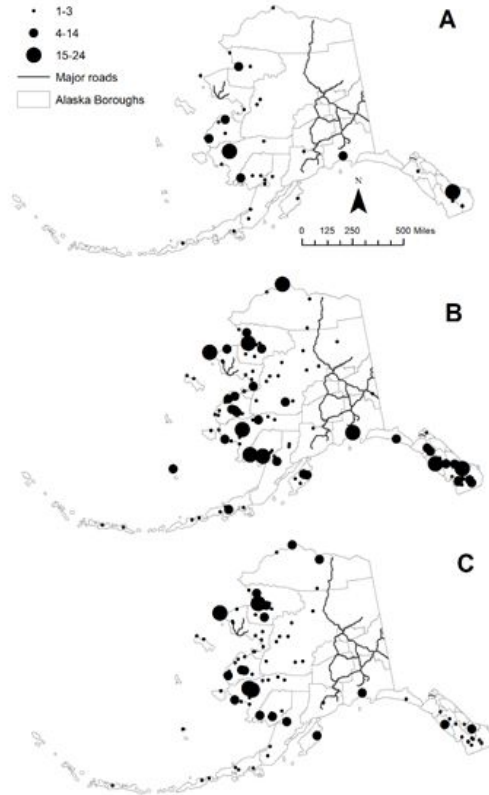 1-3
4-14
15-24
Major roads
Alaska Boroughs
A
N
0 125 250 500 Miles
B
C